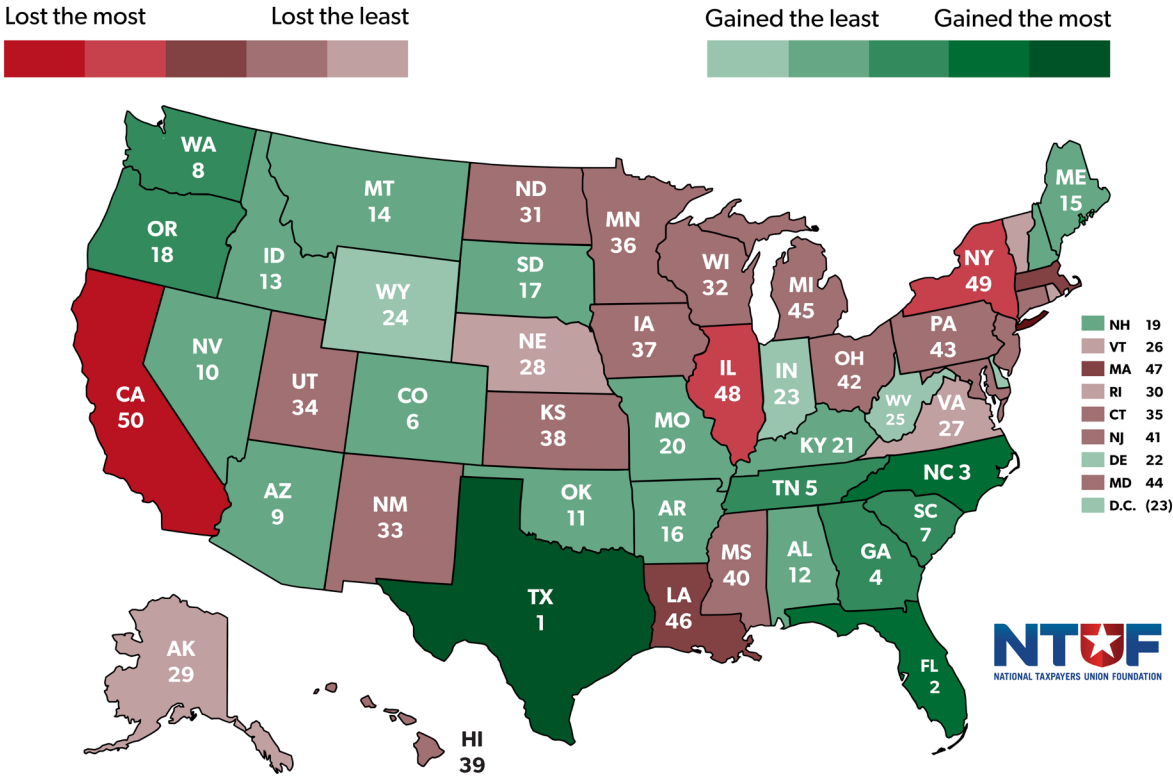 Lost the most
Lost the least
Gained the least
Gained the most
WA
8
OR
18
CA
50
NV
10
ID
13
MT
14
WY
24
UT
34
CO
6
AZ
9
NM
33
ND
31
SD
17
NE
28
KS
38
OK
11
TX
1
MN
36
IA
37
MO
20
AR
16
LA
46
WI
32
IL
48
MI
45
IN
23
OH
42
KY 21
TN 5
MS
40
AL
12
GA
4
FL
2
SC
7
NC 3
VA
27
WV
25
PA
43
NY
49
ME
15
AK
29
HI
39
NH 19
VT 26
MA 47
RI 30
CT 35
NJ 41
DE 22
MD 44
D.C. (23)
NTUF
NATIONAL TAXPAYERS UNION FOUNDATION